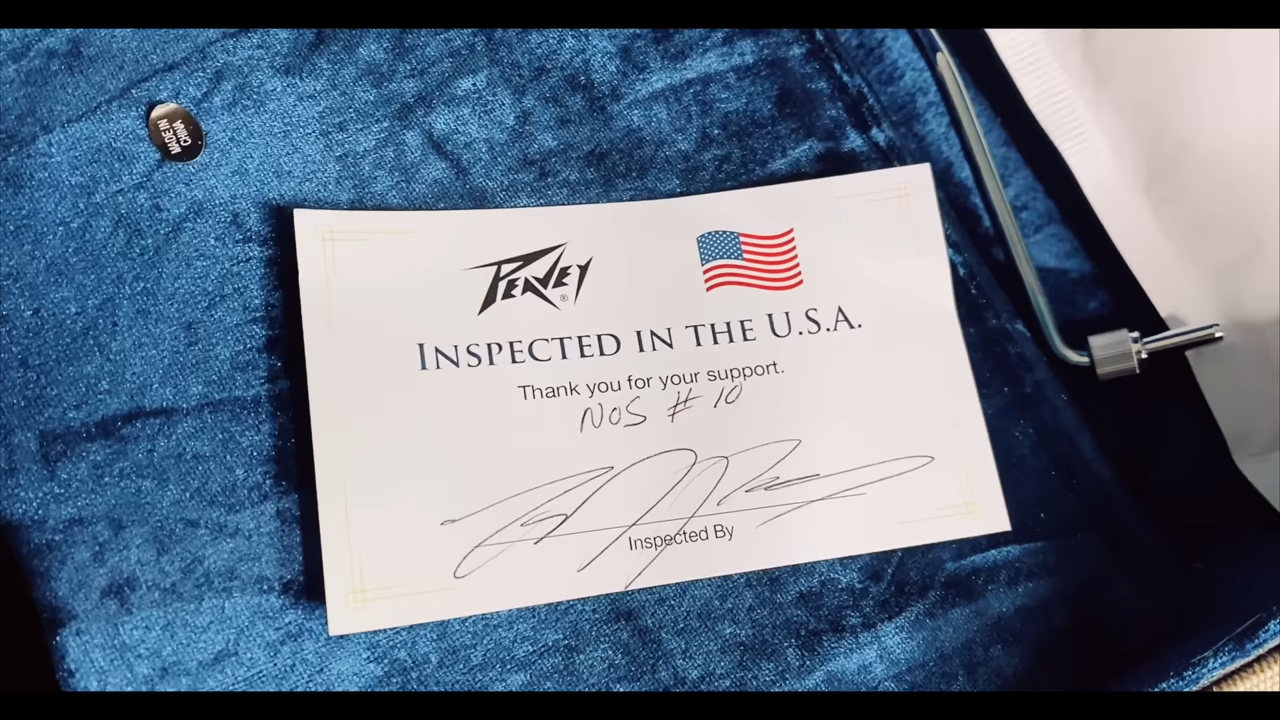 MADE IN
CHINA
PEAVEY®
INSPECTED IN THE U.S.A.
Thank you for your support.
NOS # 10
Inspected By